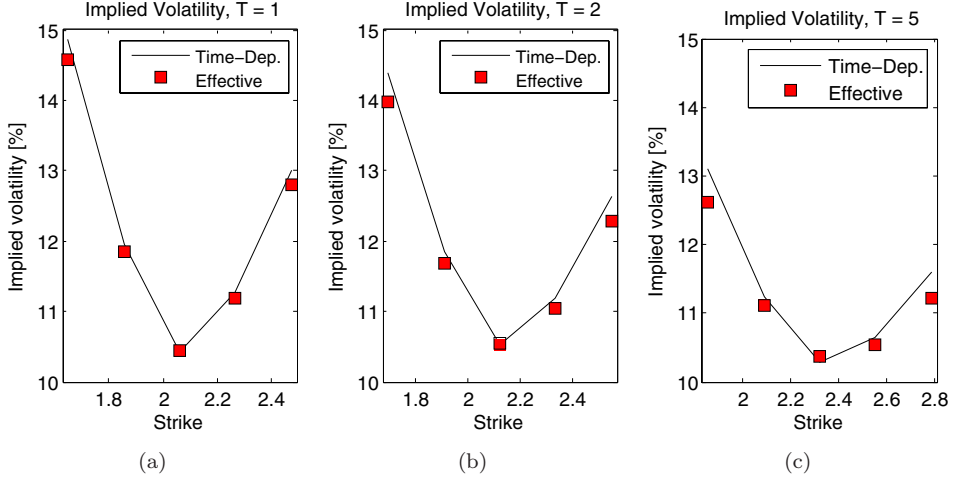 Implied Volatility, T = 1
Time-Dep.
Effective
Implied volatility [%]
15
14
13
12
11
10
1.8
2
2.2
2.4
Strike
(a)
Implied Volatility, T = 2
Time-Dep.
Effective
Implied volatility [%]
15
14
13
12
11
10
1.8
2
2.2
2.4
Strike
(b)
Implied Volatility, T = 5
Time-Dep.
Effective
Implied volatility [%]
15
14
13
12
11
10
2
2.2
2.4
2.6
2.8
Strike
(c)